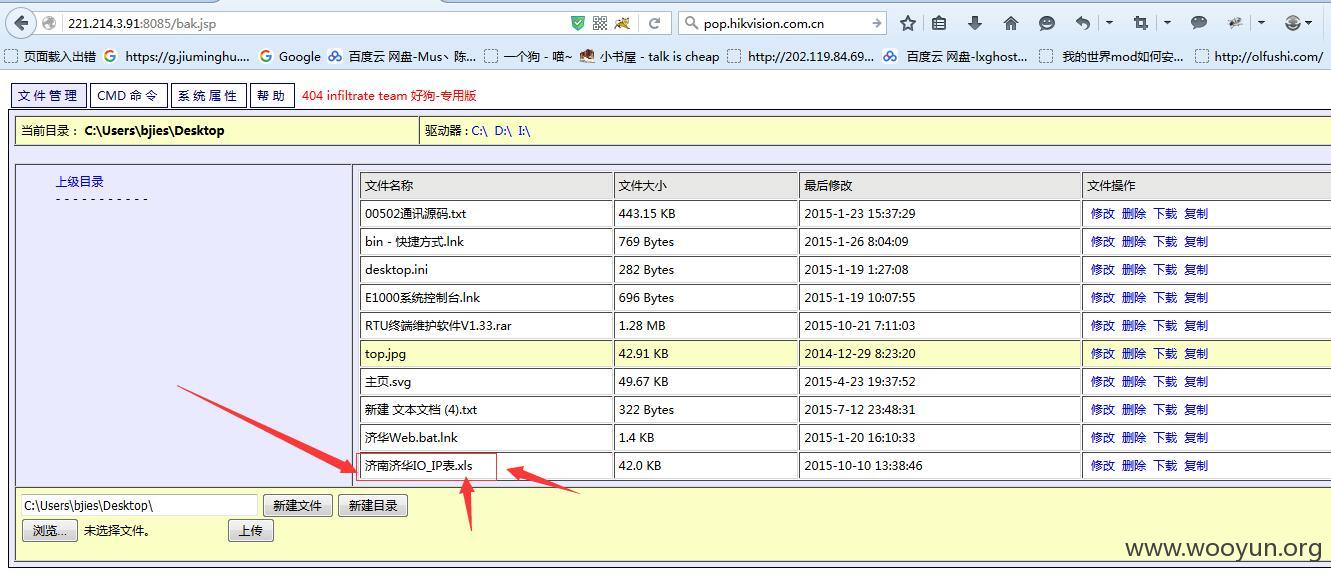 221.214.3.91:8085/bak.jsp pop.hikvision.com.cn
页面载入出错 https://g.jiuminghu.... Google 百度云 网盘-Mus丶陈... 一个狗 - 喵~ 小书屋 - talk is cheap http://202.119.84.69... 百度云 网盘-lxghost... 我的世界mod如何安... http://olfushi.com/
文件管理 CMD 命令 系统属性 帮助 404 infiltrate team 好狗-专用版
当前目录： C:\Users\bjies\Desktop 驱动器 : C:\ D:\ I:\
上级目录
- - - - - - - - - - -
文件名称 文件大小 最后修改 文件操作
00502通讯源码.txt 443.15 KB 2015-1-23 15:37:29 修改 删除 下载 复制
bin - 快捷方式.lnk 769 Bytes 2015-1-26 8:04:09 修改 删除 下载 复制
desktop.ini 282 Bytes 2015-1-19 1:27:08 修改 删除 下载 复制
E1000系统控制台.lnk 696 Bytes 2015-1-19 10:07:55 修改 删除 下载 复制
RTU终端维护软件V1.33.rar 1.28 MB 2015-10-21 7:11:03 修改 删除 下载 复制
top.jpg 42.91 KB 2014-12-29 8:23:20 修改 删除 下载 复制
主页.svg 49.67 KB 2015-4-23 19:37:52 修改 删除 下载 复制
新建 文本文档 (4).txt 322 Bytes 2015-7-12 23:48:31 修改 删除 下载 复制
济华Web.bat.lnk 1.4 KB 2015-1-20 16:10:33 修改 删除 下载 复制
济南济华IO_IP表.xls 42.0 KB 2015-10-10 13:38:46 修改 删除 下载 复制
C:\Users\bjies\Desktop\ 新建文件 新建目录
浏览... 未选择文件。 上传
www.wooyun.org